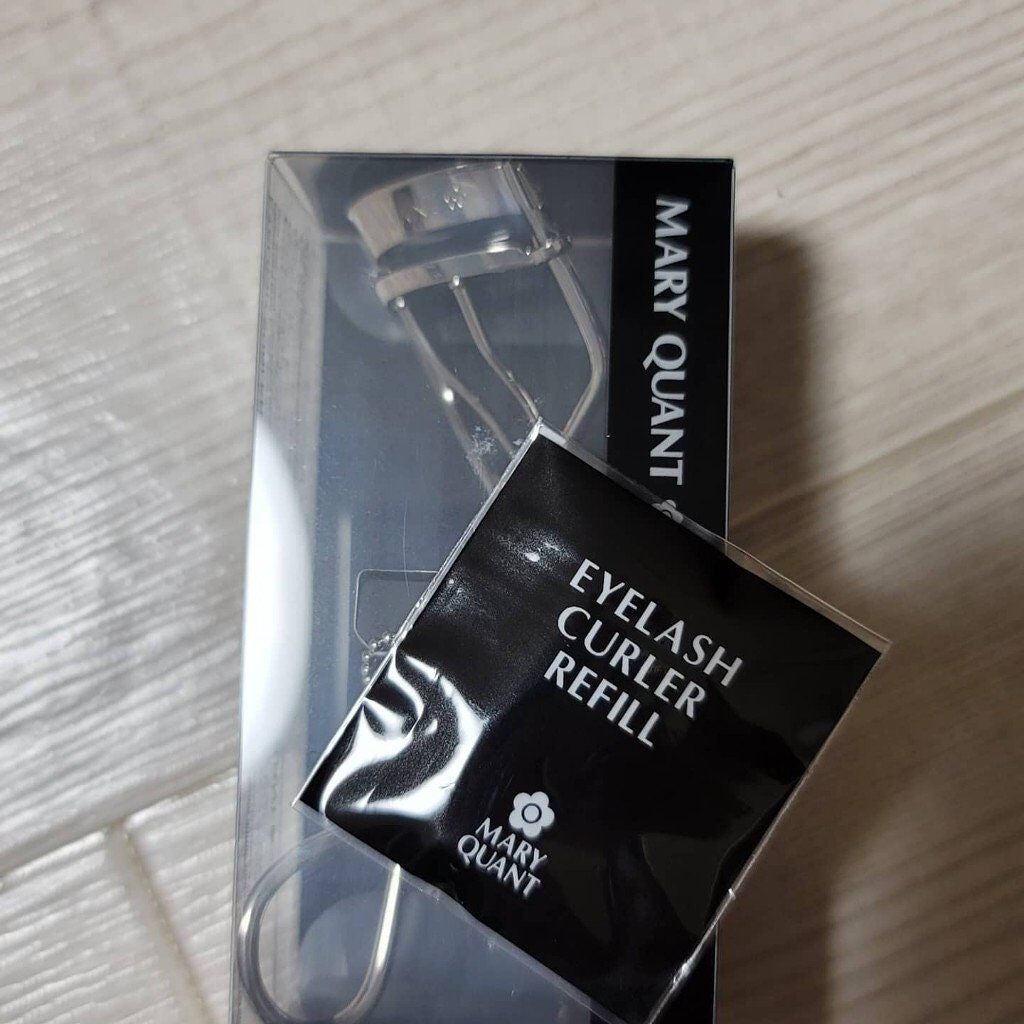 MARY QUANT
EYELASH
CURLER
REFILL
MARY
QUANT